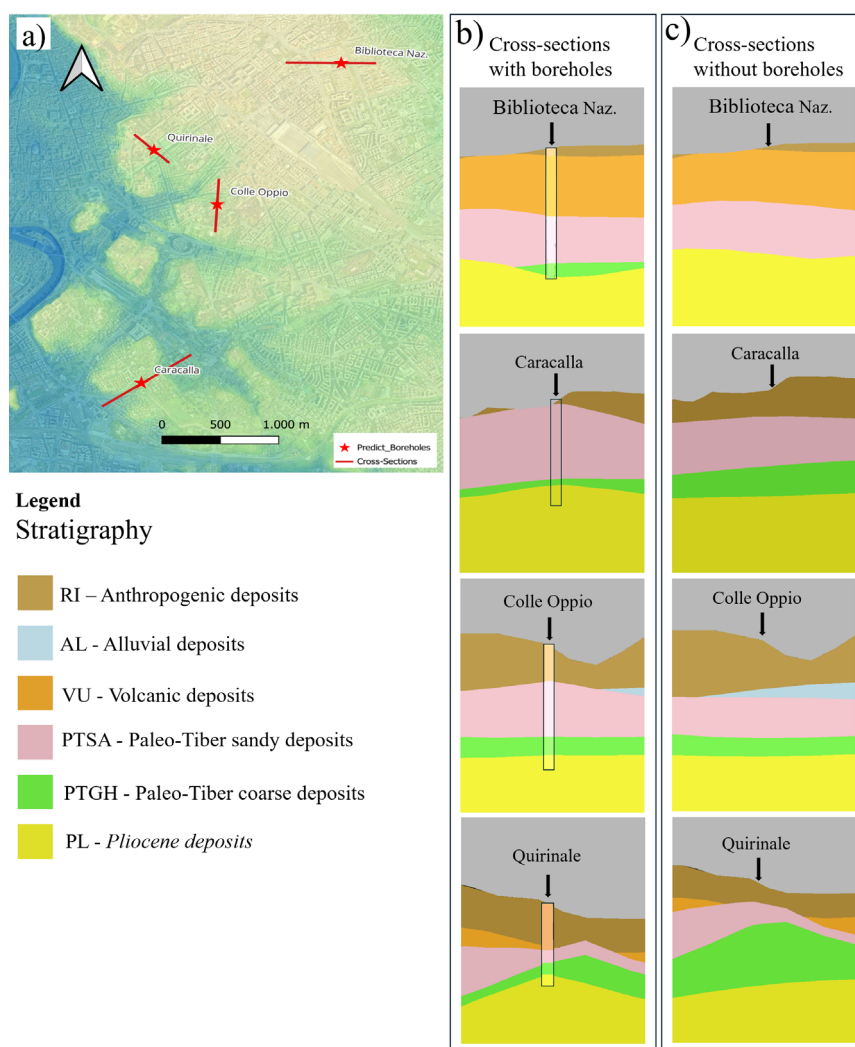 a)
Biblioteca Naz.
Quirinale
Colle Oppio
Caracalla
0 500 1.000 m
Predict_Boreholes
Cross-Sections
Legend
Stratigraphy
RI – Anthropogenic deposits
AL - Alluvial deposits
VU - Volcanic deposits
PTSA - Paleo-Tiber sandy deposits
PTGH - Paleo-Tiber coarse deposits
PL - Pliocene deposits
b)
Cross-sections
with boreholes
Biblioteca Naz.
Caracalla
Colle Oppio
Quirinale
c)
Cross-sections
without boreholes
Biblioteca Naz.
Caracalla
Colle Oppio
Quirinale